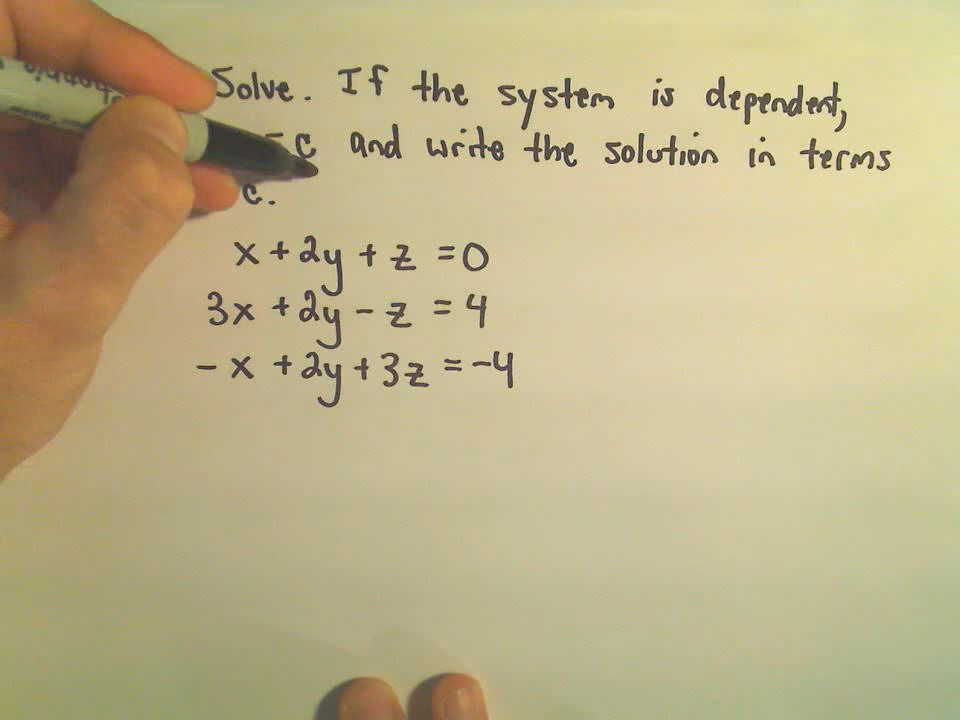 Solve. If the system is dependent,
= c and write the solution in terms
c.
x + 2y + z = 0
3x + 2y - z = 4
-x + 2y + 3z = -4